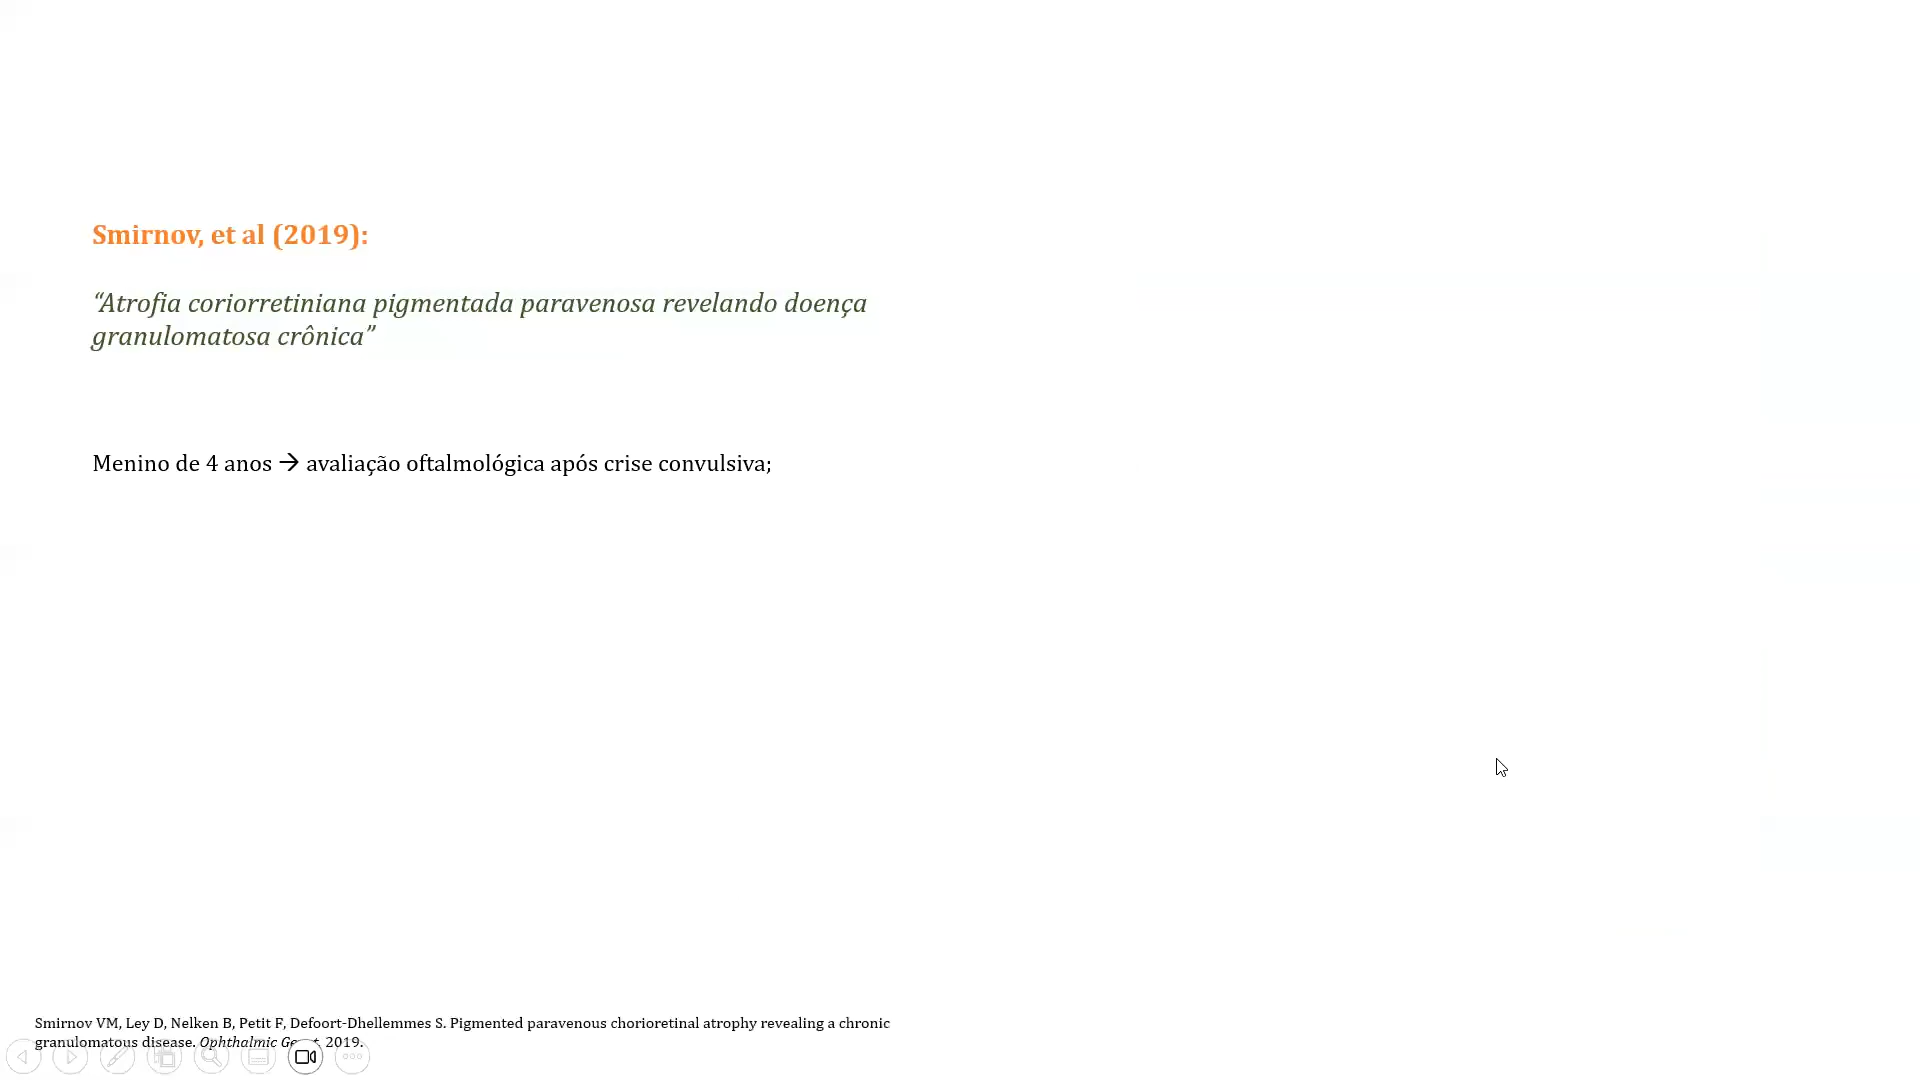 Smirnov, et al (2019):
“Atrofia coriorretiniana pigmentada paravenosa revelando doença
granulomatosa crônica”
Menino de 4 anos → avaliação oftalmológica após crise convulsiva;
Smirnov VM, Ley D, Nelken B, Petit F, Defoort-Dhellemmes S. Pigmented paravenous chorioretinal atrophy revealing a chronic
granulomatous disease. Ophthalmic 2019.